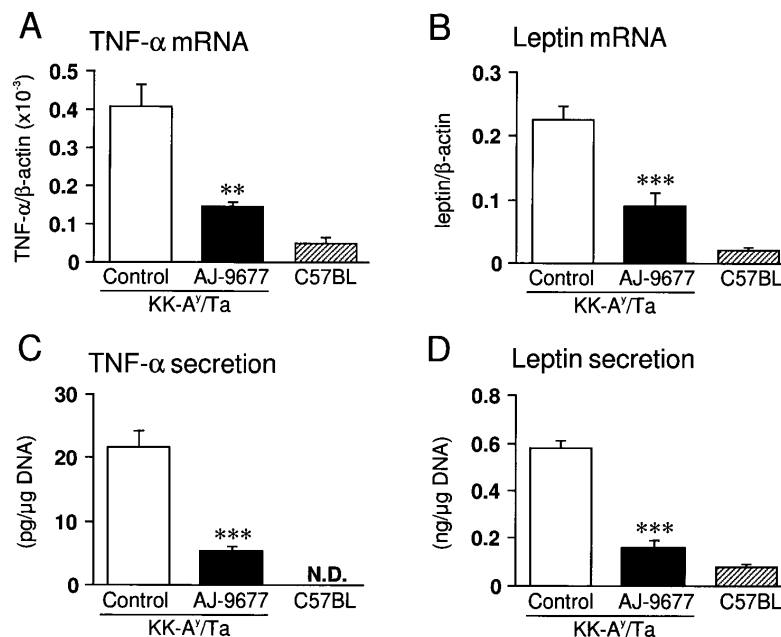 A
TNF-α mRNA
TNF-α/β-actin (x10⁻³)
0.5
0.4
0.3
0.2
0.1
0
**
Control
AJ-9677
C57BL
KK-Aʸ/Ta
B
Leptin mRNA
leptin/β-actin
0.3
0.2
0.1
0
***
Control
AJ-9677
C57BL
KK-Aʸ/Ta
C
TNF-α secretion
(pg/µg DNA)
30
20
10
0
***
N.D.
Control
AJ-9677
C57BL
KK-Aʸ/Ta
D
Leptin secretion
(ng/µg DNA)
0.8
0.6
0.4
0.2
0
***
Control
AJ-9677
C57BL
KK-Aʸ/Ta